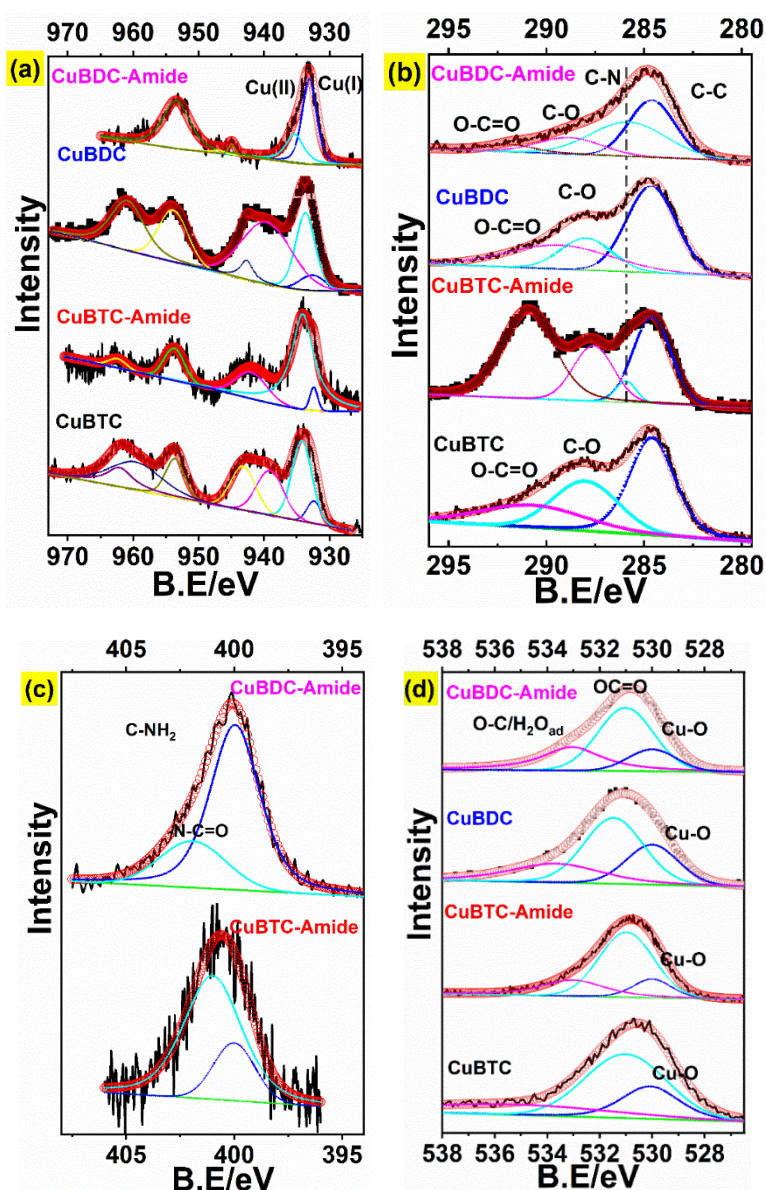 970 960 950 940 930
(a)
CuBDC-Amide
Cu(II)
Cu(I)
CuBDC
CuBTC-Amide
CuBTC
Intensity
970 960 950 940 930
B.E/eV
295 290 285 280
(b)
CuBDC-Amide
C-N
C-C
C-O
O-C=O
CuBDC
C-O
O-C=O
CuBTC-Amide
CuBTC
C-O
O-C=O
Intensity
295 290 285 280
B.E/eV
405 400 395
(c)
CuBDC-Amide
C-NH2
-N-C=O
CuBTC-Amide
Intensity
405 400 395
B.E/eV
538 536 534 532 530 528
(d)
CuBDC-Amide
OC=O
O-C/H2Oad
Cu-O
CuBDC
Cu-O
CuBTC-Amide
Cu-O
CuBTC
Cu-O
Intensity
538 536 534 532 530 528
B.E/eV